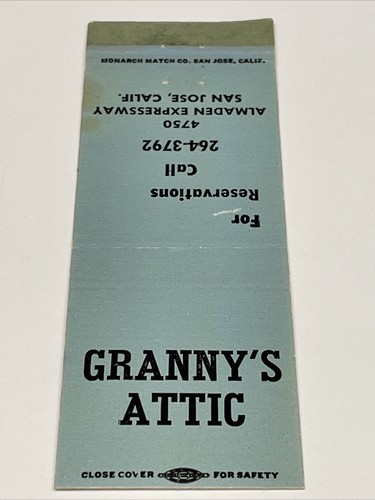 MONARCH MATCH CO. SAN JOSE, CALIF.
For
Reservations
Call
264-3792
4750
ALMADEN EXPRESSWAY
SAN JOSE, CALIF.
GRANNY'S
ATTIC
CLOSE COVER FOR SAFETY